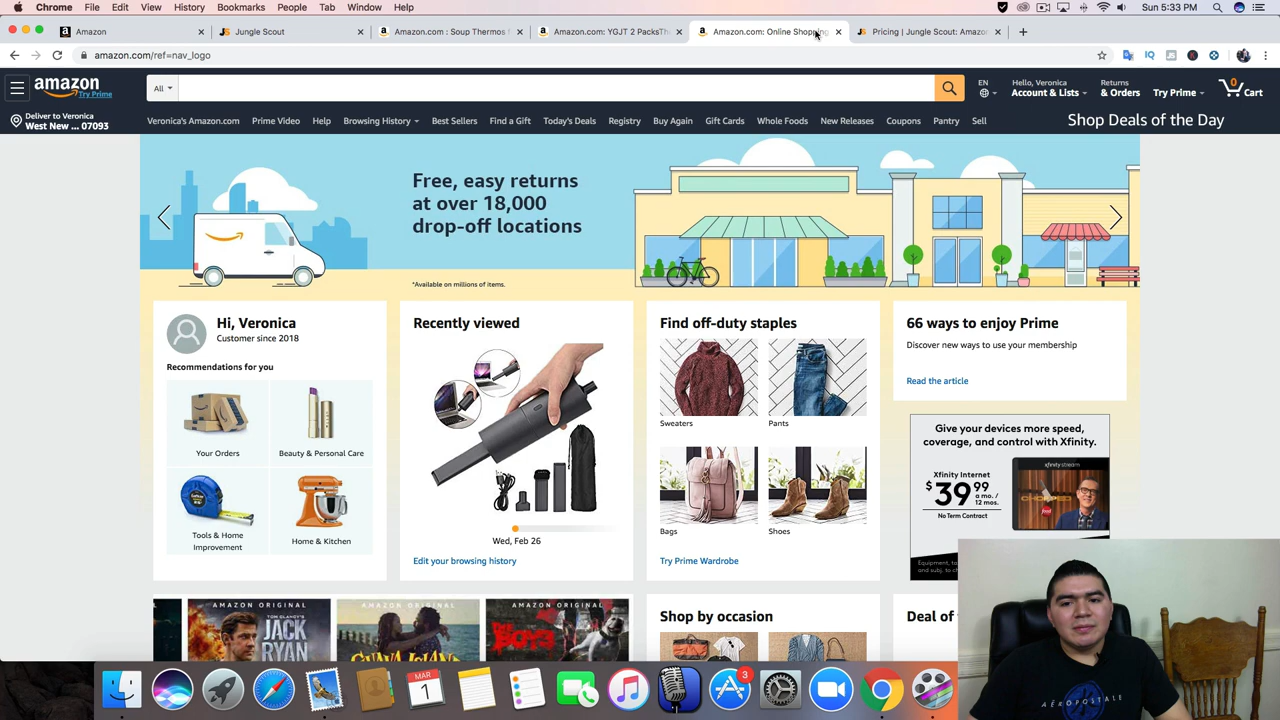 Chrome File Edit View History Bookmarks People Tab Window Help
Sun 5:33 PM
Amazon
Jungle Scout
Amazon.com : Soup Thermos f
Amazon.com: YGJT 2 PacksTh
Amazon.com: Online Shopping
Pricing | Jungle Scout: Amazo
amazon.com/ref=nav_logo
amazon
Try Prime
All
EN
Hello, Veronica
Account & Lists
Returns
& Orders
Try Prime
0
Cart
Deliver to Veronica
West New ... 07093
Veronica's Amazon.com Prime Video Help Browsing History Best Sellers Find a Gift Today's Deals Registry Buy Again Gift Cards Whole Foods New Releases Coupons Pantry Sell
Shop Deals of the Day
Free, easy returns
at over 18,000
drop-off locations
*Available on millions of items.
Hi, Veronica
Customer since 2018
Recommendations for you
Your Orders
Beauty & Personal Care
Tools & Home
Improvement
Home & Kitchen
Recently viewed
Wed, Feb 26
Edit your browsing history
Find off-duty staples
Sweaters
Pants
Bags
Shoes
Try Prime Wardrobe
66 ways to enjoy Prime
Discover new ways to use your membership
Read the article
Give your devices more speed,
coverage, and control with Xfinity.
Xfinity Internet
$39 99
a mo. /
12 mos.
No Term Contract
xfinity stream
CHOPPED
Equipment, t
and subj. to ch
AMAZON ORIGINAL
TOM CLANCY'S
JACK
RYAN
AMAZON ORIGINAL
GUAVA ISLAND
AMAZON ORIGINAL
THE BOYS
Shop by occasion
Deal of
MAR
1
3
AÉROPOSTALE